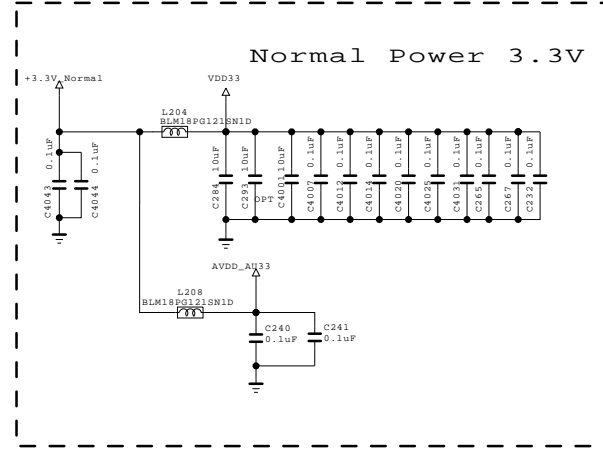 Normal Power 3.3V
+3.3V_Normal
VDD33
L204
BLM18PG121SN1D
C4043 0.1uF
C4044 0.1uF
C284 10uF
C293 10uF
OPT
C4001 10uF
C4007 0.1uF
C4012 0.1uF
C4014 0.1uF
C4020 0.1uF
C4025 0.1uF
C4031 0.1uF
C265 0.1uF
C267 0.1uF
C232 0.1uF
AVDD_AU33
L208
BLM18PG121SN1D
C240
0.1uF
C241
0.1uF